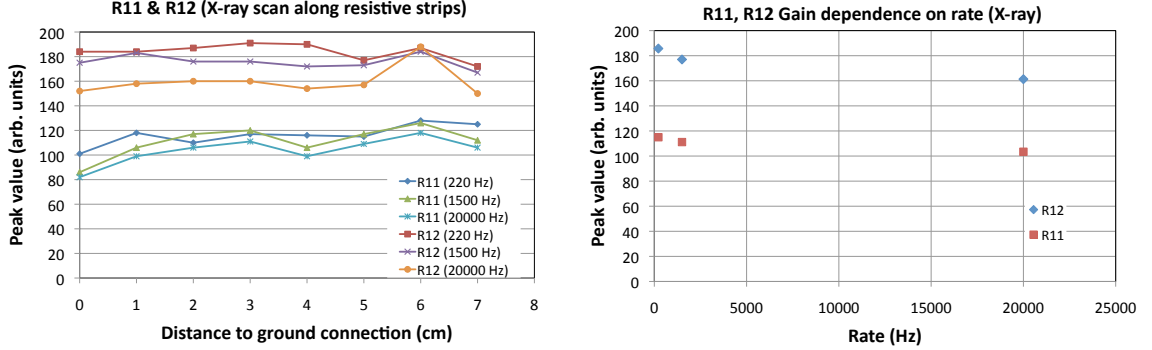 R11 & R12 (X-ray scan along resistive strips)
Peak value (arb. units)
200
180
160
140
120
100
80
60
40
20
0
0 1 2 3 4 5 6 7 8
Distance to ground connection (cm)
R11 (220 Hz)
R11 (1500 Hz)
R11 (20000 Hz)
R12 (220 Hz)
R12 (1500 Hz)
R12 (20000 Hz)
R11, R12 Gain dependence on rate (X-ray)
Peak value (arb. units)
200
180
160
140
120
100
80
60
40
20
0
0 5000 10000 15000 20000 25000
Rate (Hz)
R12
R11